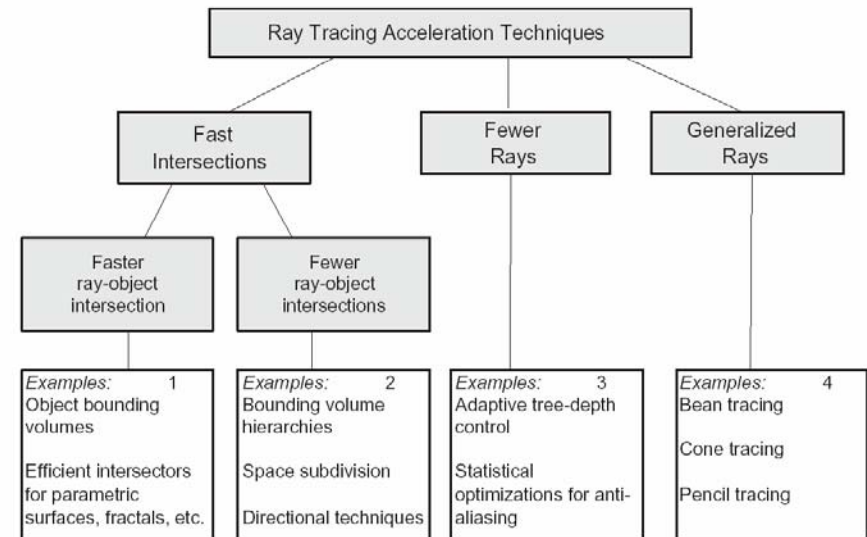 Ray Tracing Acceleration Techniques
Fast
Intersections
Fewer
Rays
Generalized
Rays
Faster
ray-object
intersection
Fewer
ray-object
intersections
Examples: 1
Object bounding
volumes
Efficient intersectors
for parametric
surfaces, fractals, etc.
Examples: 2
Bounding volume
hierarchies
Space subdivision
Directional techniques
Examples: 3
Adaptive tree-depth
control
Statistical
optimizations for anti-
aliasing
Examples: 4
Bean tracing
Cone tracing
Pencil tracing